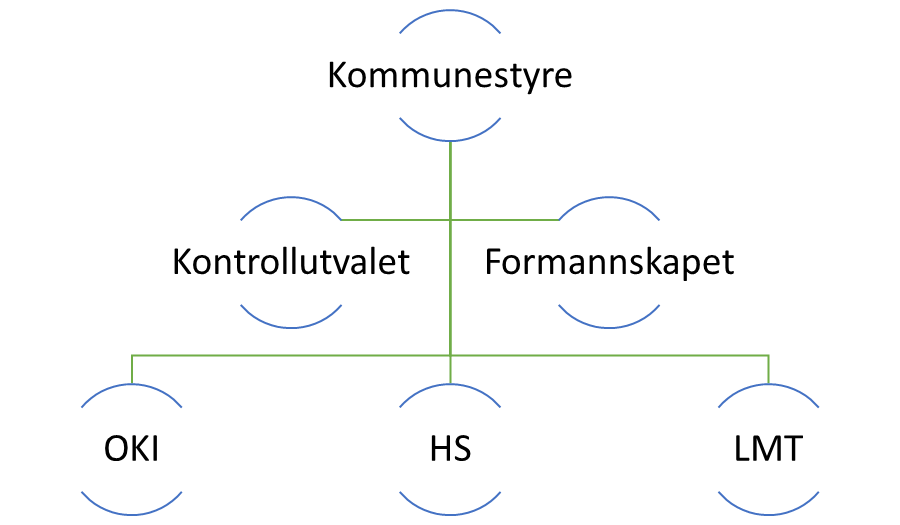 Kommunestyre
Kontrollutvalet
Formannskapet
OKI
HS
LMT